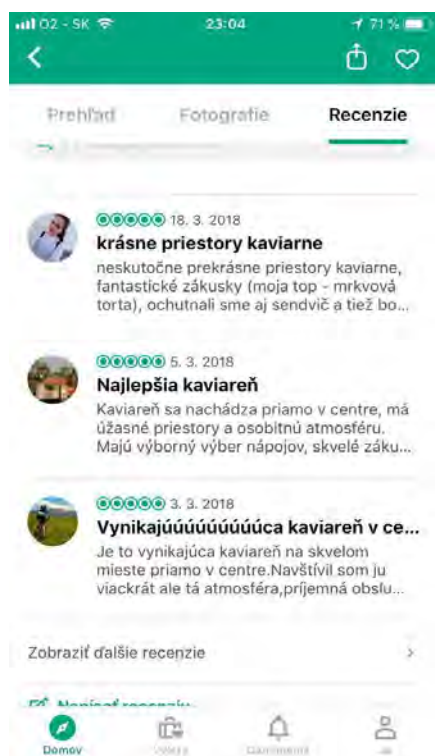 O2 - SK 23:04 71 %
Prehľad Fotografie Recenzie
18. 3. 2018
krásne priestory kaviarne
neskutočne prekrásne priestory kaviarne,
fantastické zákusky (moja top - mrkvová
torta), ochutnali sme aj sendvič a tiež bo...
5. 3. 2018
Najlepšia kaviareň
Kaviareň sa nachádza priamo v centre, má
úžasné priestory a osobitnú atmosféru.
Majú výborný výber nápojov, skvelé záku...
3. 3. 2018
Vynikajúúúúúúúúúúca kaviareň v ce...
Je to vynikajúca kaviareň na skvelom
mieste priamo v centre.Navštívil som ju
viackrát ale tá atmosféra,príjemná obslu...
Zobraziť ďalšie recenzie
Napísať recenziu
Domov